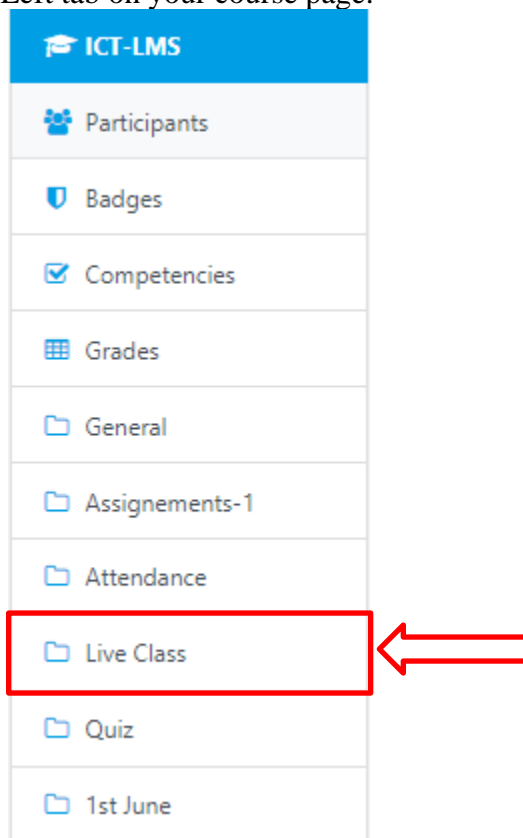 Left tab on your course page.
ICT-LMS
Participants
Badges
Competencies
Grades
General
Assignements-1
Attendance
Live Class
Quiz
1st June